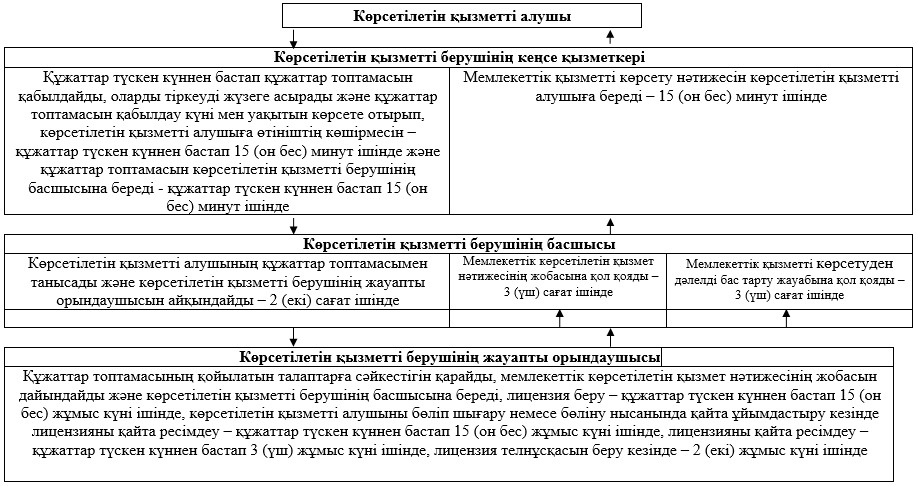 Көрсетілетін қызметті алушы
Көрсетілетін қызметті берушінің кеңсе қызметкері
Құжаттар түскен күннен бастап құжаттар топтамасын
қабылдайды, оларды тіркеуді жүзеге асырады және құжаттар
топтамасын қабылдау күні мен уақытын көрсете отырып,
көрсетілетін қызметті алушыға өтініштің көшірмесін –
құжаттар түскен күннен бастап 15 (он бес) минут ішінде және
құжаттар топтамасын көрсетілетін қызметті берушінің
басшысына береді - құжаттар түскен күннен бастап 15 (он
бес) минут ішінде
Мемлекеттік қызметті көрсету нәтижесін көрсетілетін қызметті
алушыға береді – 15 (он бес) минут ішінде
Көрсетілетін қызметті берушінің басшысы
Көрсетілетін қызметті алушының құжаттар топтамасымен
танысады және көрсетілетін қызметті берушінің жауапты
орындаушысын айқындайды – 2 (екі) сағат ішінде
Мемлекеттік көрсетілетін қызмет
нәтижесінің жобасына қол қояды –
3 (үш) сағат ішінде
Мемлекеттік қызметті көрсетуден
дәлелді бас тарту жауабына қол қояды –
3 (үш) сағат ішінде
Көрсетілетін қызметті берушінің жауапты орындаушысы
Құжаттар топтамасының қойылатын талаптарға сәйкестігін қарайды, мемлекеттік көрсетілетін қызмет нәтижесінің жобасын
дайындайды және көрсетілетін қызметті берушінің басшысына береді, лицензия беру – құжаттар түскен күннен бастап 15 (он
бес) жұмыс күні ішінде, көрсетілетін қызметті алушыны бөліп шығару немесе бөліну нысанында қайта ұйымдастыру кезінде
лицензияны қайта ресімдеу – құжаттар түскен күннен бастап 15 (он бес) жұмыс күні ішінде, лицензияны қайта ресімдеу –
құжаттар түскен күннен бастап 3 (үш) жұмыс күні ішінде, лицензия телнұсқасын беру кезінде – 2 (екі) жұмыс күні ішінде